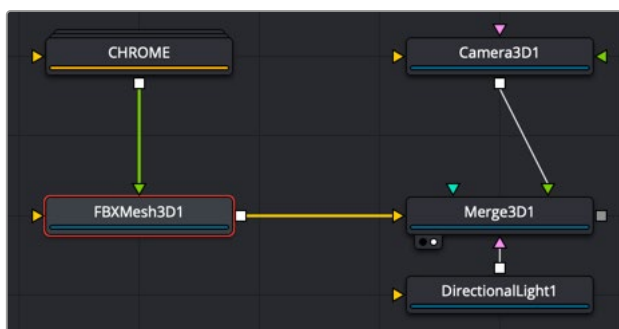 CHROME
Camera3D1
FBXMesh3D1
Merge3D1
DirectionalLight1